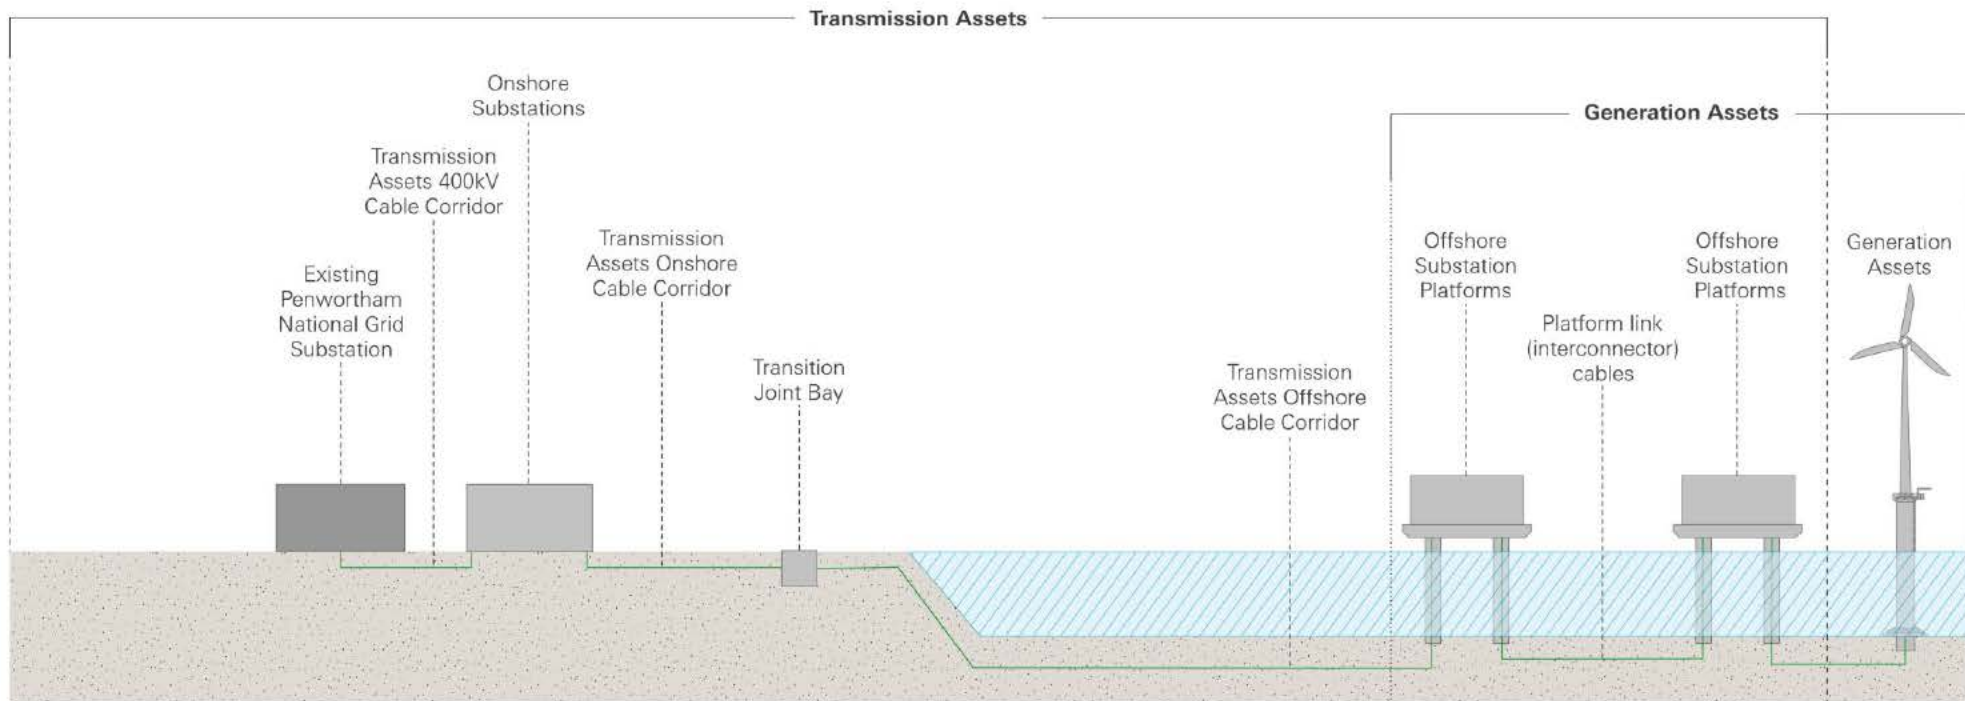 Transmission Assets
Generation Assets
Onshore
Substations
Transmission
Assets 400kV
Cable Corridor
Existing
Penwortham
National Grid
Substation
Transmission
Assets Onshore
Cable Corridor
Transition
Joint Bay
Transmission
Assets Offshore
Cable Corridor
Offshore
Substation
Platforms
Platform link
(interconnector)
cables
Offshore
Substation
Platforms
Generation
Assets